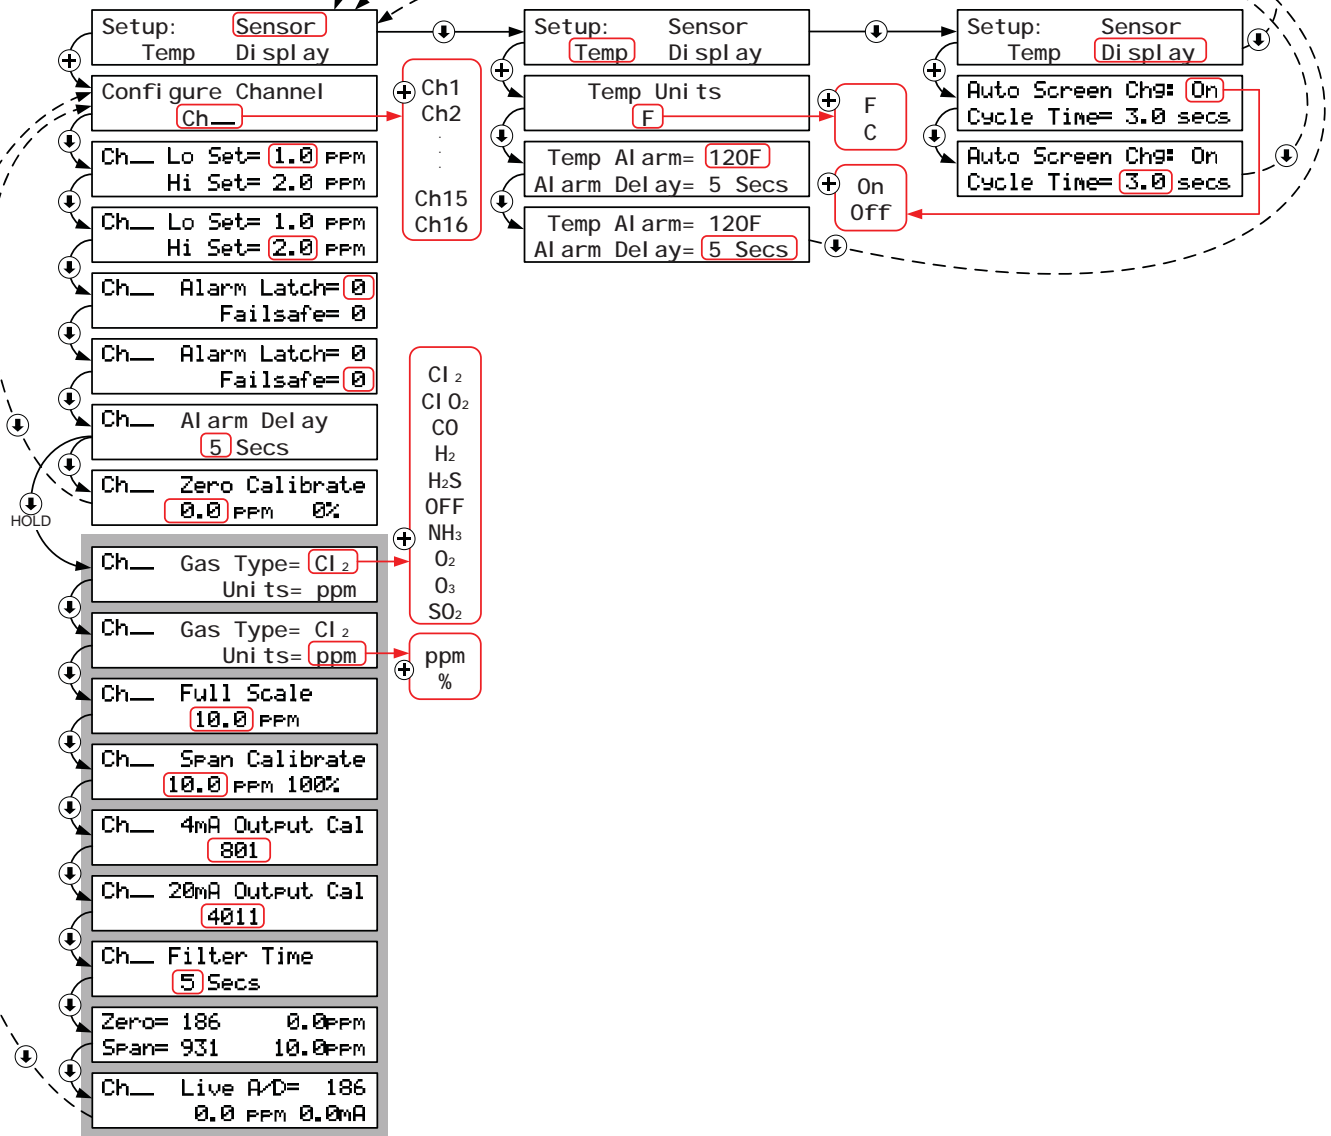 Setup: Sensor
Temp Display
Configure Channel
Ch__
Ch__ Lo Set= 1.0 ppm
Hi Set= 2.0 ppm
Ch__ Lo Set= 1.0 ppm
Hi Set= 2.0 ppm
Ch__ Alarm Latch= 0
Failsafe= 0
Ch__ Alarm Latch= 0
Failsafe= 0
Ch__ Alarm Delay
5 Secs
Ch__ Zero Calibrate
0.0 ppm 0%
HOLD
Ch__ Gas Type= Cl₂
Units= ppm
Ch__ Gas Type= Cl₂
Units= ppm
Ch__ Full Scale
10.0 ppm
Ch__ Span Calibrate
10.0 ppm 100%
Ch__ 4mA Output Cal
801
Ch__ 20mA Output Cal
4011
Ch__ Filter Time
5 Secs
Zero= 186 0.0ppm
Span= 931 10.0ppm
Ch__ Live A/D= 186
0.0 ppm 0.0mA
Ch1
Ch2
.
.
.
Ch15
Ch16
Cl₂
ClO₂
CO
H₂
H₂S
OFF
NH₃
O₂
O₃
SO₂
ppm
%
Setup: Sensor
Temp Display
Temp Units
F
Temp Alarm= 120F
Alarm Delay= 5 Secs
Temp Alarm= 120F
Alarm Delay= 5 Secs
F
C
On
Off
Setup: Sensor
Temp Display
Auto Screen Chg: On
Cycle Time= 3.0 secs
Auto Screen Chg: On
Cycle Time= 3.0 secs